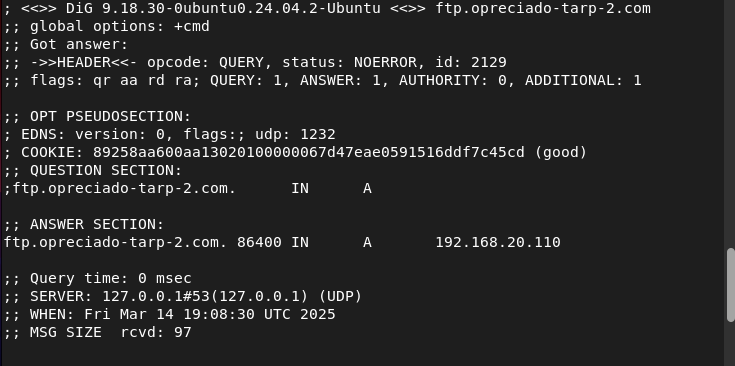 ; <<>> DiG 9.18.30-0ubuntu0.24.04.2-Ubuntu <<>> ftp.opreciado-tarp-2.com
;; global options: +cmd
;; Got answer:
;; ->>HEADER<<- opcode: QUERY, status: NOERROR, id: 2129
;; flags: qr aa rd ra; QUERY: 1, ANSWER: 1, AUTHORITY: 0, ADDITIONAL: 1

;; OPT PSEUDOSECTION:
; EDNS: version: 0, flags:; udp: 1232
; COOKIE: 89258aa600aa13020100000067d47eae0591516ddf7c45cd (good)
;; QUESTION SECTION:
;ftp.opreciado-tarp-2.com.      IN      A

;; ANSWER SECTION:
ftp.opreciado-tarp-2.com. 86400 IN      A       192.168.20.110

;; Query time: 0 msec
;; SERVER: 127.0.0.1#53(127.0.0.1) (UDP)
;; WHEN: Fri Mar 14 19:08:30 UTC 2025
;; MSG SIZE  rcvd: 97